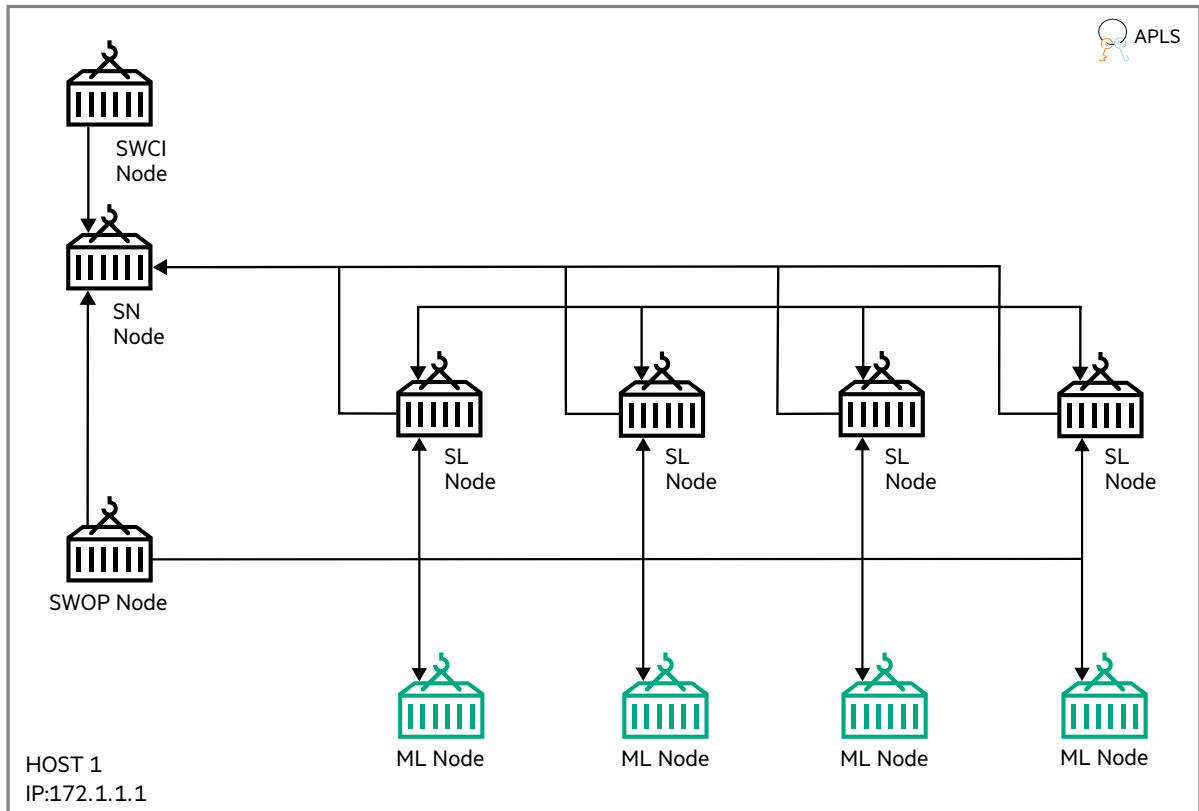 APLS
SWCI
Node
SN
Node
SL
Node
SL
Node
SL
Node
SL
Node
SWOP Node
ML Node
ML Node
ML Node
ML Node
HOST 1
IP:172.1.1.1